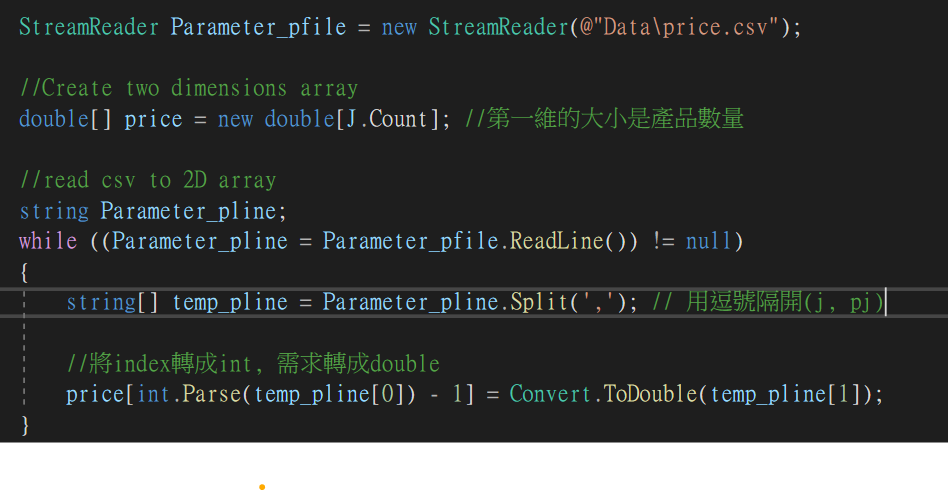 StreamReader Parameter_pfile = new StreamReader(@"Data\price.csv");
//Create two dimensions array
double[] price = new double[J.Count]; //第一維的大小是產品數量
//read csv to 2D array
string Parameter_pline;
while ((Parameter_pline = Parameter_pfile.ReadLine()) != null)
{
string[] temp_pline = Parameter_pline.Split(','); // 用逗號隔開(j, pj)
//將index轉成int, 需求轉成double
price[int.Parse(temp_pline[0]) - 1] = Convert.ToDouble(temp_pline[1]);
}